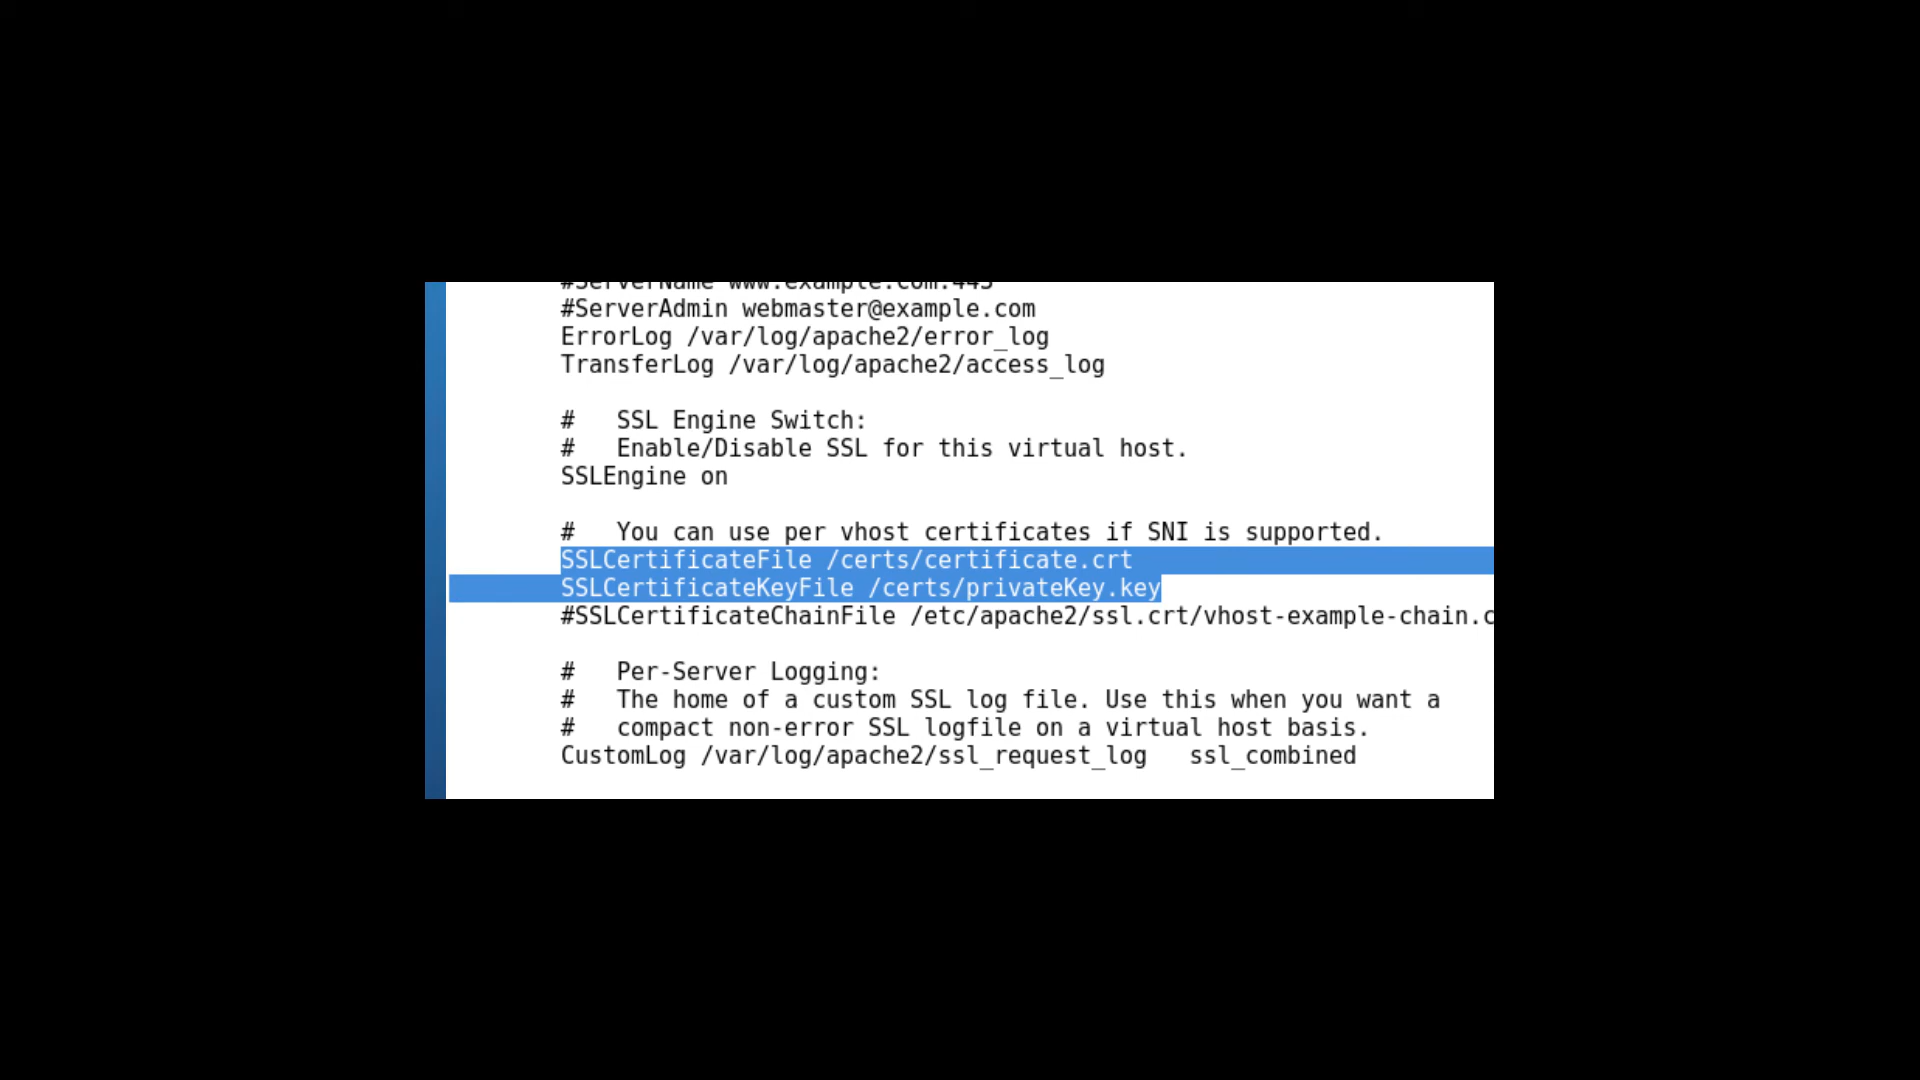 #ServerName www.example.com:443
#ServerAdmin webmaster@example.com
ErrorLog /var/log/apache2/error_log
TransferLog /var/log/apache2/access_log
#   SSL Engine Switch:
#   Enable/Disable SSL for this virtual host.
SSLEngine on
#   You can use per vhost certificates if SNI is supported.
SSLCertificateFile /certs/certificate.crt
SSLCertificateKeyFile /certs/privateKey.key
#SSLCertificateChainFile /etc/apache2/ssl.crt/vhost-example-chain.c
#   Per-Server Logging:
#   The home of a custom SSL log file. Use this when you want a
#   compact non-error SSL logfile on a virtual host basis.
CustomLog /var/log/apache2/ssl_request_log   ssl_combined